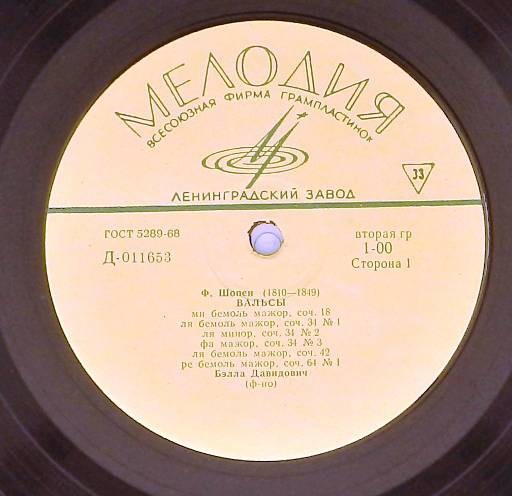 МЕЛОДИЯ
ВСЕСОЮЗНАЯ ФИРМА ГРАМПЛАСТИНОК
ЛЕНИНГРАДСКИЙ ЗАВОД
ЛЗ
ГОСТ 5289-68
Д-011653
вторая гр
1-00
Сторона 1
Ф. Шопен (1810—1849)
ВАЛЬСЫ
ми бемоль мажор, соч. 18
ля бемоль мажор, соч. 34 № 1
ля минор, соч. 34 № 2
фа мажор, соч. 34 № 3
ля бемоль мажор, соч. 42
ре бемоль мажор, соч. 64 № 1
Бэлла Давидович
(ф-но)